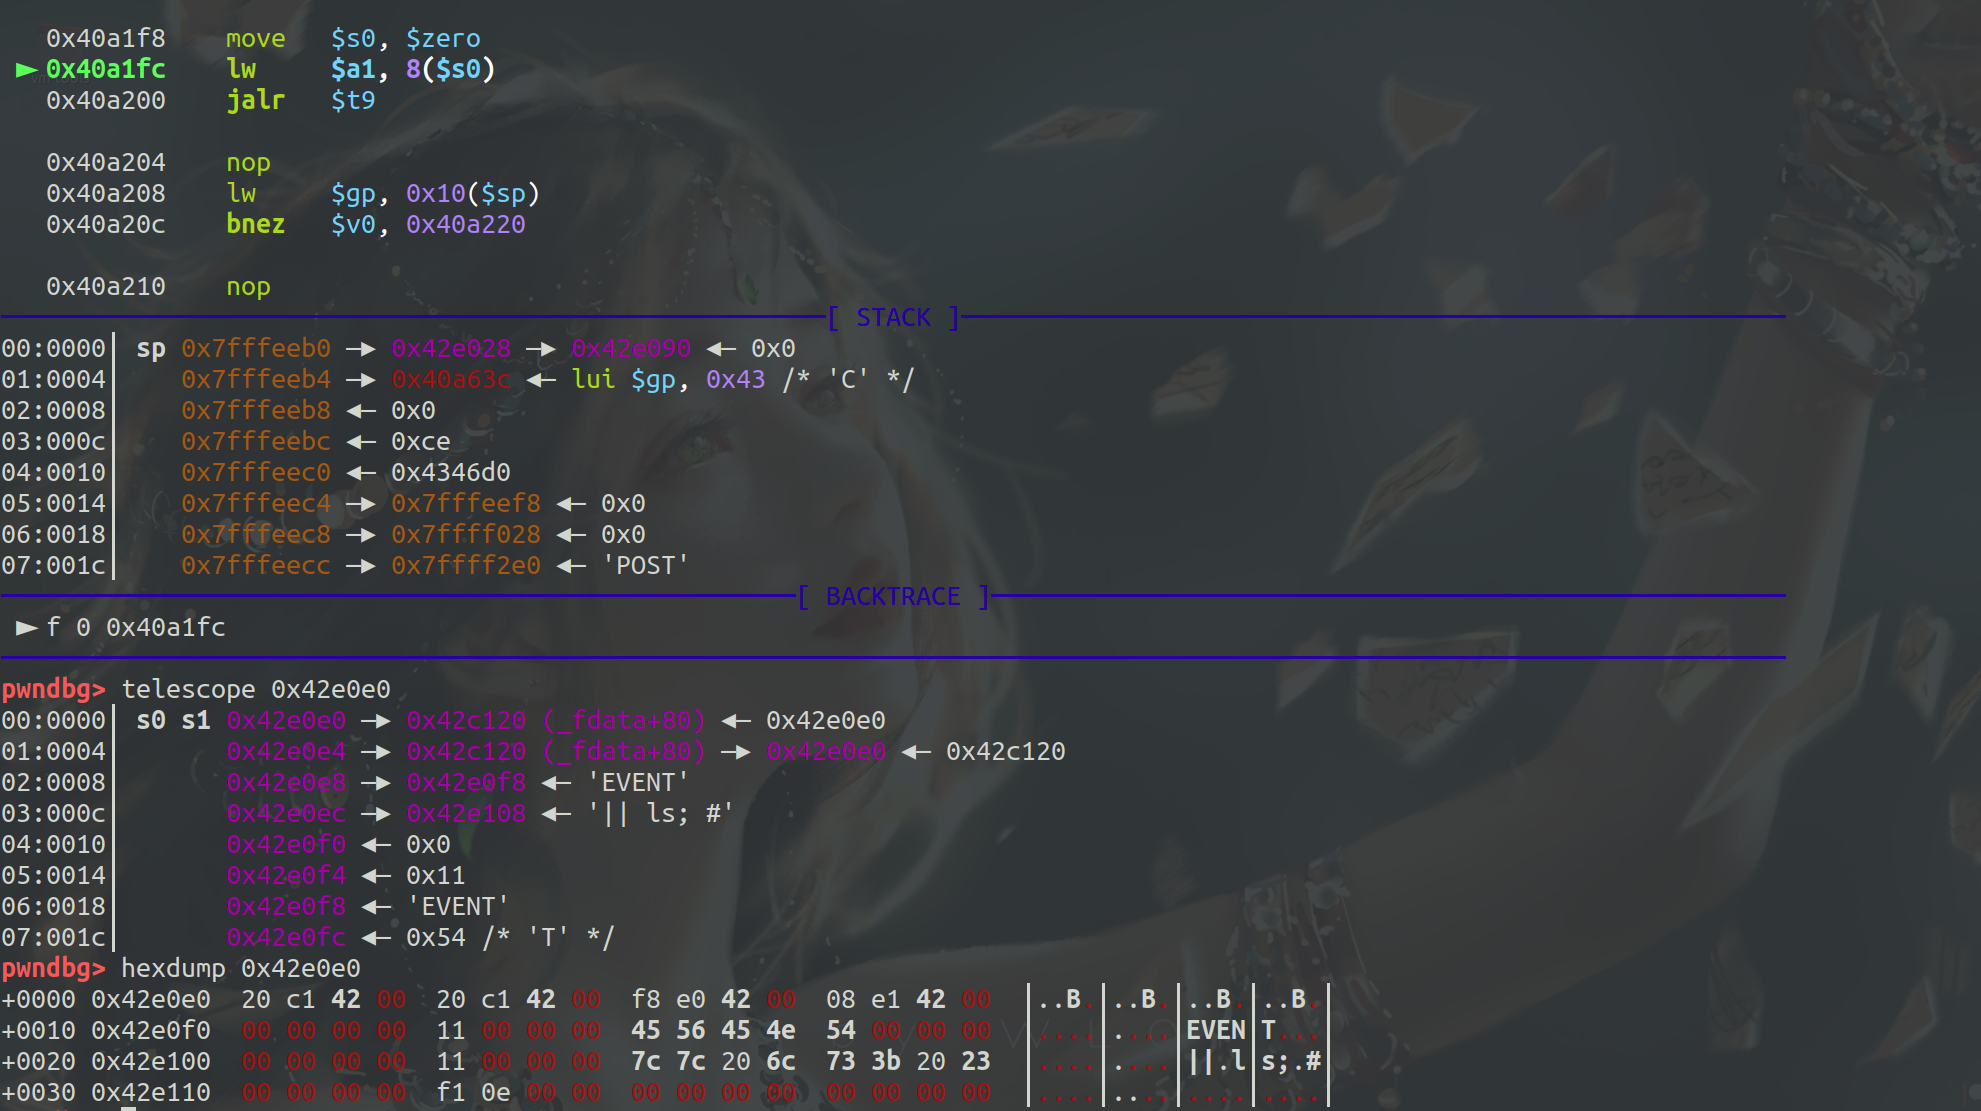 0x40a1f8 move $s0, $zero
► 0x40a1fc lw $a1, 8($s0)
0x40a200 jalr $t9
0x40a204 nop
0x40a208 lw $gp, 0x10($sp)
0x40a20c bnez $v0, 0x40a220
0x40a210 nop
[ STACK ]
00:0000│ sp 0x7fffeeb0 —▸ 0x42e028 —▸ 0x42e090 ◂— 0x0
01:0004│ 0x7fffeeb4 —▸ 0x40a63c ◂— lui $gp, 0x43 /* 'C' */
02:0008│ 0x7fffeeb8 ◂— 0x0
03:000c│ 0x7fffeebc ◂— 0xce
04:0010│ 0x7fffeec0 ◂— 0x4346d0
05:0014│ 0x7fffeec4 —▸ 0x7fffeef8 ◂— 0x0
06:0018│ 0x7fffeec8 —▸ 0x7ffff028 ◂— 0x0
07:001c│ 0x7fffeecc —▸ 0x7ffff2e0 ◂— 'POST'
[ BACKTRACE ]
► f 0 0x40a1fc
pwndbg> telescope 0x42e0e0
00:0000│ s0 s1 0x42e0e0 —▸ 0x42c120 (_fdata+80) ◂— 0x42e0e0
01:0004│ 0x42e0e4 —▸ 0x42c120 (_fdata+80) —▸ 0x42e0e0 ◂— 0x42c120
02:0008│ 0x42e0e8 —▸ 0x42e0f8 ◂— 'EVENT'
03:000c│ 0x42e0ec —▸ 0x42e108 ◂— '|| ls; #'
04:0010│ 0x42e0f0 ◂— 0x0
05:0014│ 0x42e0f4 ◂— 0x11
06:0018│ 0x42e0f8 ◂— 'EVENT'
07:001c│ 0x42e0fc ◂— 0x54 /* 'T' */
pwndbg> hexdump 0x42e0e0
+0000 0x42e0e0 20 c1 42 00 20 c1 42 00 f8 e0 42 00 08 e1 42 00 │..B.│..B.│..B.│..B.│
+0010 0x42e0f0 00 00 00 00 11 00 00 00 45 56 45 4e 54 00 00 00 │....│....│EVEN│T...│
+0020 0x42e100 00 00 00 00 11 00 00 00 7c 7c 20 6c 73 3b 20 23 │....│....│||.l│s;.#│
+0030 0x42e110 00 00 00 00 f1 0e 00 00 00 00 00 00 00 00 00 00 │....│....│....│....│